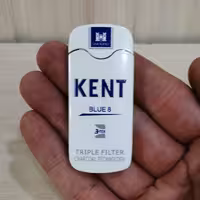 KENT
BLUE 8
TRIPLE FILTER
CHARCOAL TECHNOLOGY